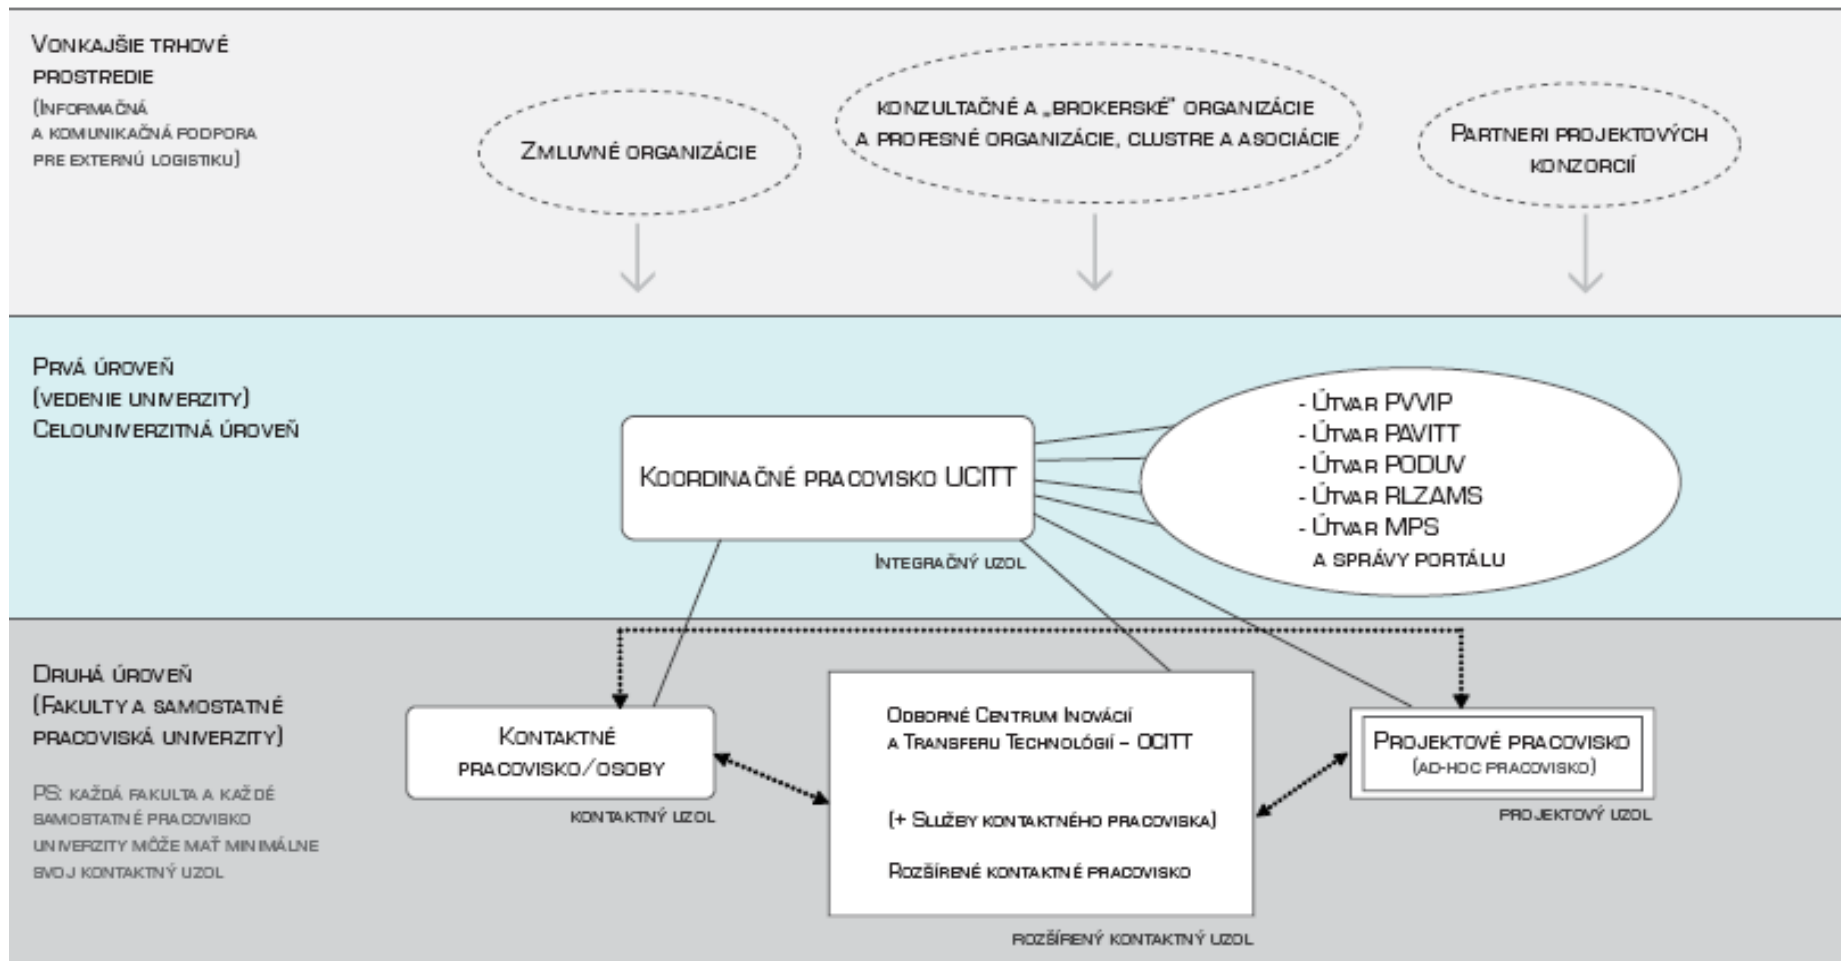 Vonkajšie trhové
prostredie
(Informačná
a komunikačná podpora
pre externú logistiku)
Zmluvné organizácie
konzultačné a „brokerské“ organizácie
a profesné organizácie, clustre a asociácie
Partneri projektových
konzorcií
Prvá úroveň
(vedenie univerzity)
Celouniverzitná úroveň
Koordinačné pracovisko UCITT
Integračný uzol
- Útvar PVVIP
- Útvar PAVITT
- Útvar PODUV
- Útvar RLZAMS
- Útvar MPS
a správy portálu
Druhá úroveň
(Fakulty a samostatné
pracoviská univerzity)
PS: každá fakulta a každé
samostatné pracovisko
univerzity môže mať minimálne
svoj kontaktný uzol
Kontaktné
pracovisko/osoby
kontaktný uzol
Odborné Centrum Inovácií
a Transferu Technológií – OCITT
(+ Služby kontaktného pracoviska)
Rozšírené kontaktné pracovisko
rozšírený kontaktný uzol
Projektové pracovisko
(ad-hoc pracovisko)
projektový uzol